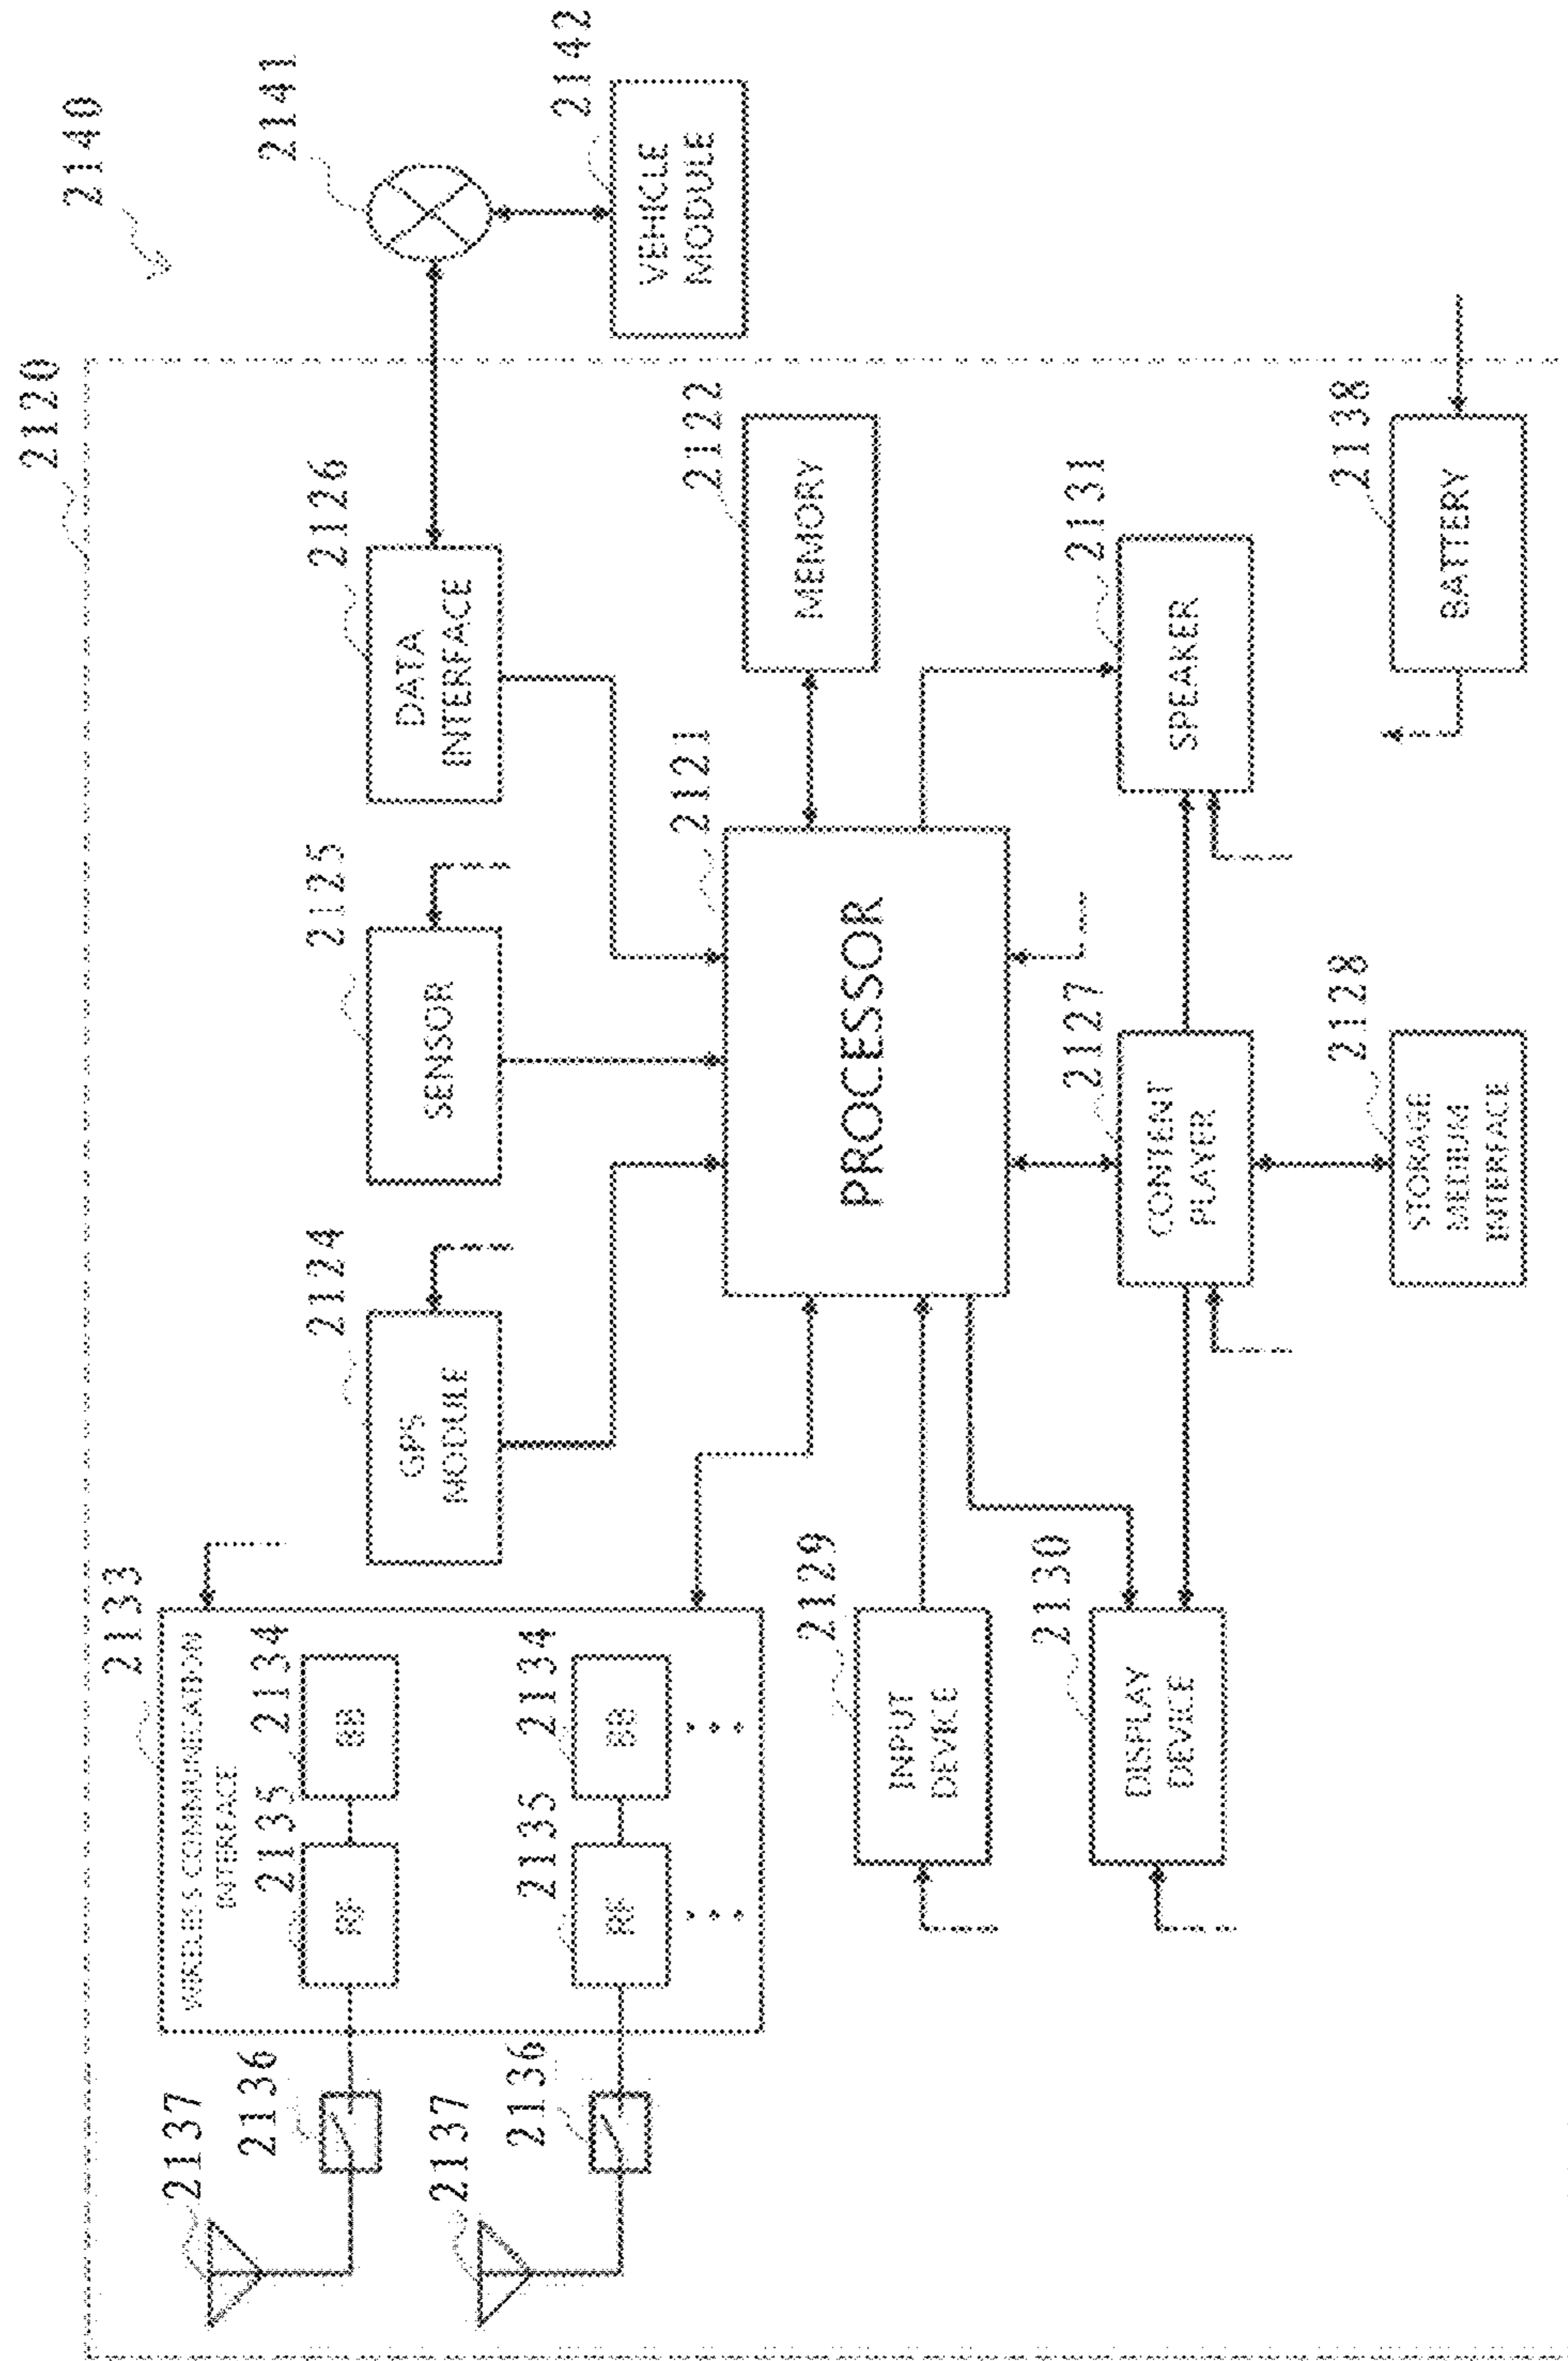 2120
2140
2133
WIRELESS COMMUNICATION
INTERFACE
2137
2136
2135
2134
RF
BB
2137
2136
2135
2134
RF
BB
2124
GPS
MODULE
2125
SENSOR
2126
DATA
INTERFACE
2141
2142
VEHICLE
MODULE
2121
PROCESSOR
2122
MEMORY
2129
INPUT
DEVICE
2130
DISPLAY
DEVICE
2127
CONTENT
PLAYER
2131
SPEAKER
2128
STORAGE
MEDIUM
INTERFACE
2138
BATTERY